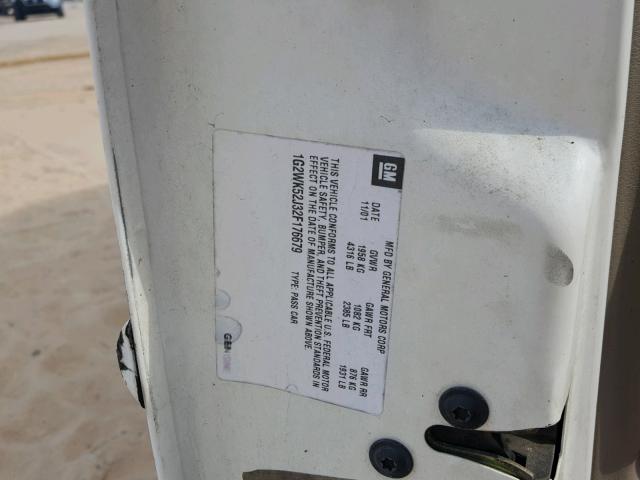 GM
MFD BY GENERAL MOTORS CORP
DATE GVWR GAWR FRT GAWR RR
11/01 1958 KG 1082 KG 876 KG
4316 LB 2385 LB 1931 LB
THIS VEHICLE CONFORMS TO ALL APPLICABLE U.S. FEDERAL MOTOR
VEHICLE SAFETY, BUMPER, AND THEFT PREVENTION STANDARDS IN
EFFECT ON THE DATE OF MANUFACTURE SHOWN ABOVE.
1G2WK52J32F176679 TYPE: PASS CAR